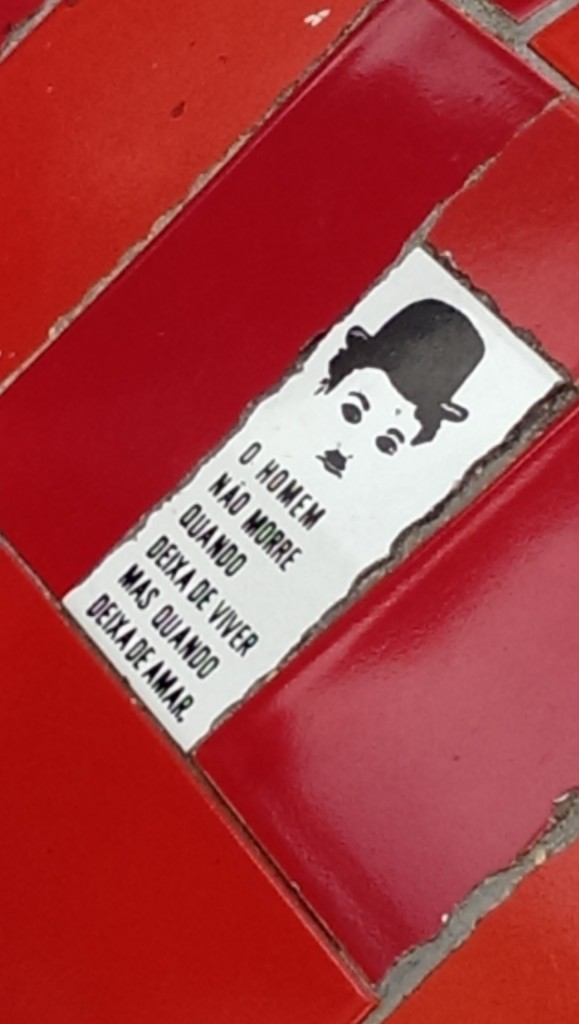 O HOMEM
NÃO MORRE
QUANDO
DEIXA DE VIVER
MAS QUANDO
DEIXA DE AMAR.